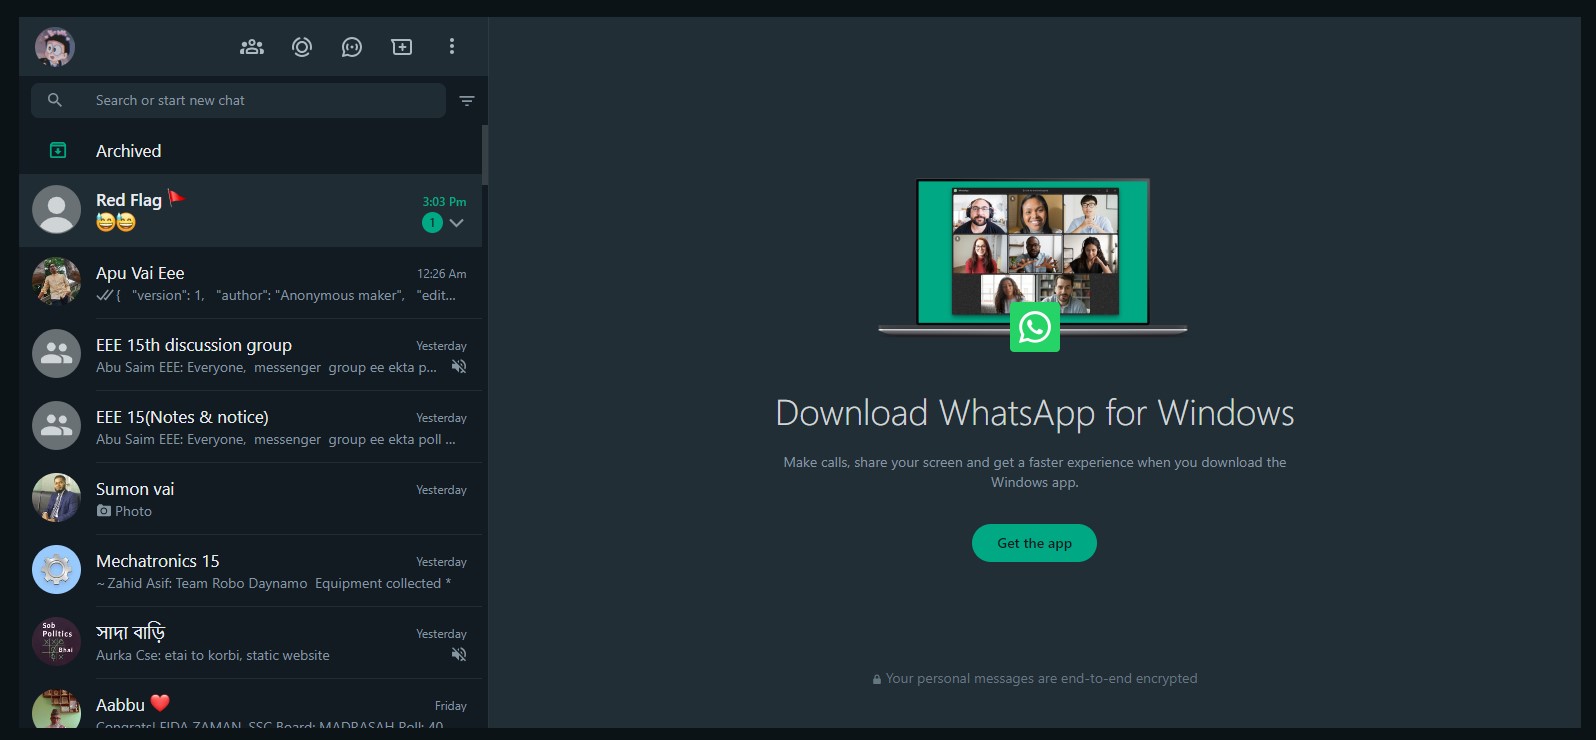 Search or start new chat
Archived
Red Flag 🚩
3:03 Pm
😅😅
1
Apu Vai Eee
12:26 Am
{ "version": 1, "author": "Anonymous maker", "edit...
EEE 15th discussion group
Yesterday
Abu Saim EEE: Everyone, messenger group ee ekta p...
EEE 15(Notes & notice)
Yesterday
Abu Saim EEE: Everyone, messenger group ee ekta poll ...
Sumon vai
Yesterday
Photo
Mechatronics 15
Yesterday
~ Zahid Asif: Team Robo Daynamo Equipment collected *
Sob
Politics
Bhai
সাদা বাড়ি
Yesterday
Aurka Cse: etai to korbi, static website
Aabbu ❤️
Friday
Congrats! FIDA ZAMAN, SSC Board: MADRASAH Roll: 40
Download WhatsApp for Windows
Make calls, share your screen and get a faster experience when you download the
Windows app.
Get the app
Your personal messages are end-to-end encrypted